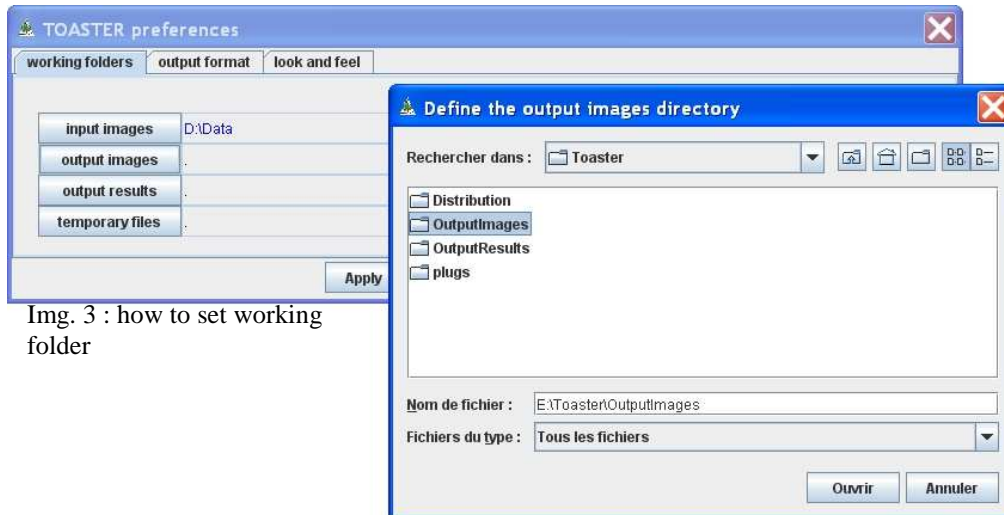 TOASTER preferences
working folders output format look and feel
input images D:\Data
output images .
output results .
temporary files .
Apply
Img. 3 : how to set working
folder
Define the output images directory
Rechercher dans : Toaster
Distribution
OutputImages
OutputResults
plugs
Nom de fichier : E:\Toaster\OutputImages
Fichiers du type : Tous les fichiers
Ouvrir Annuler